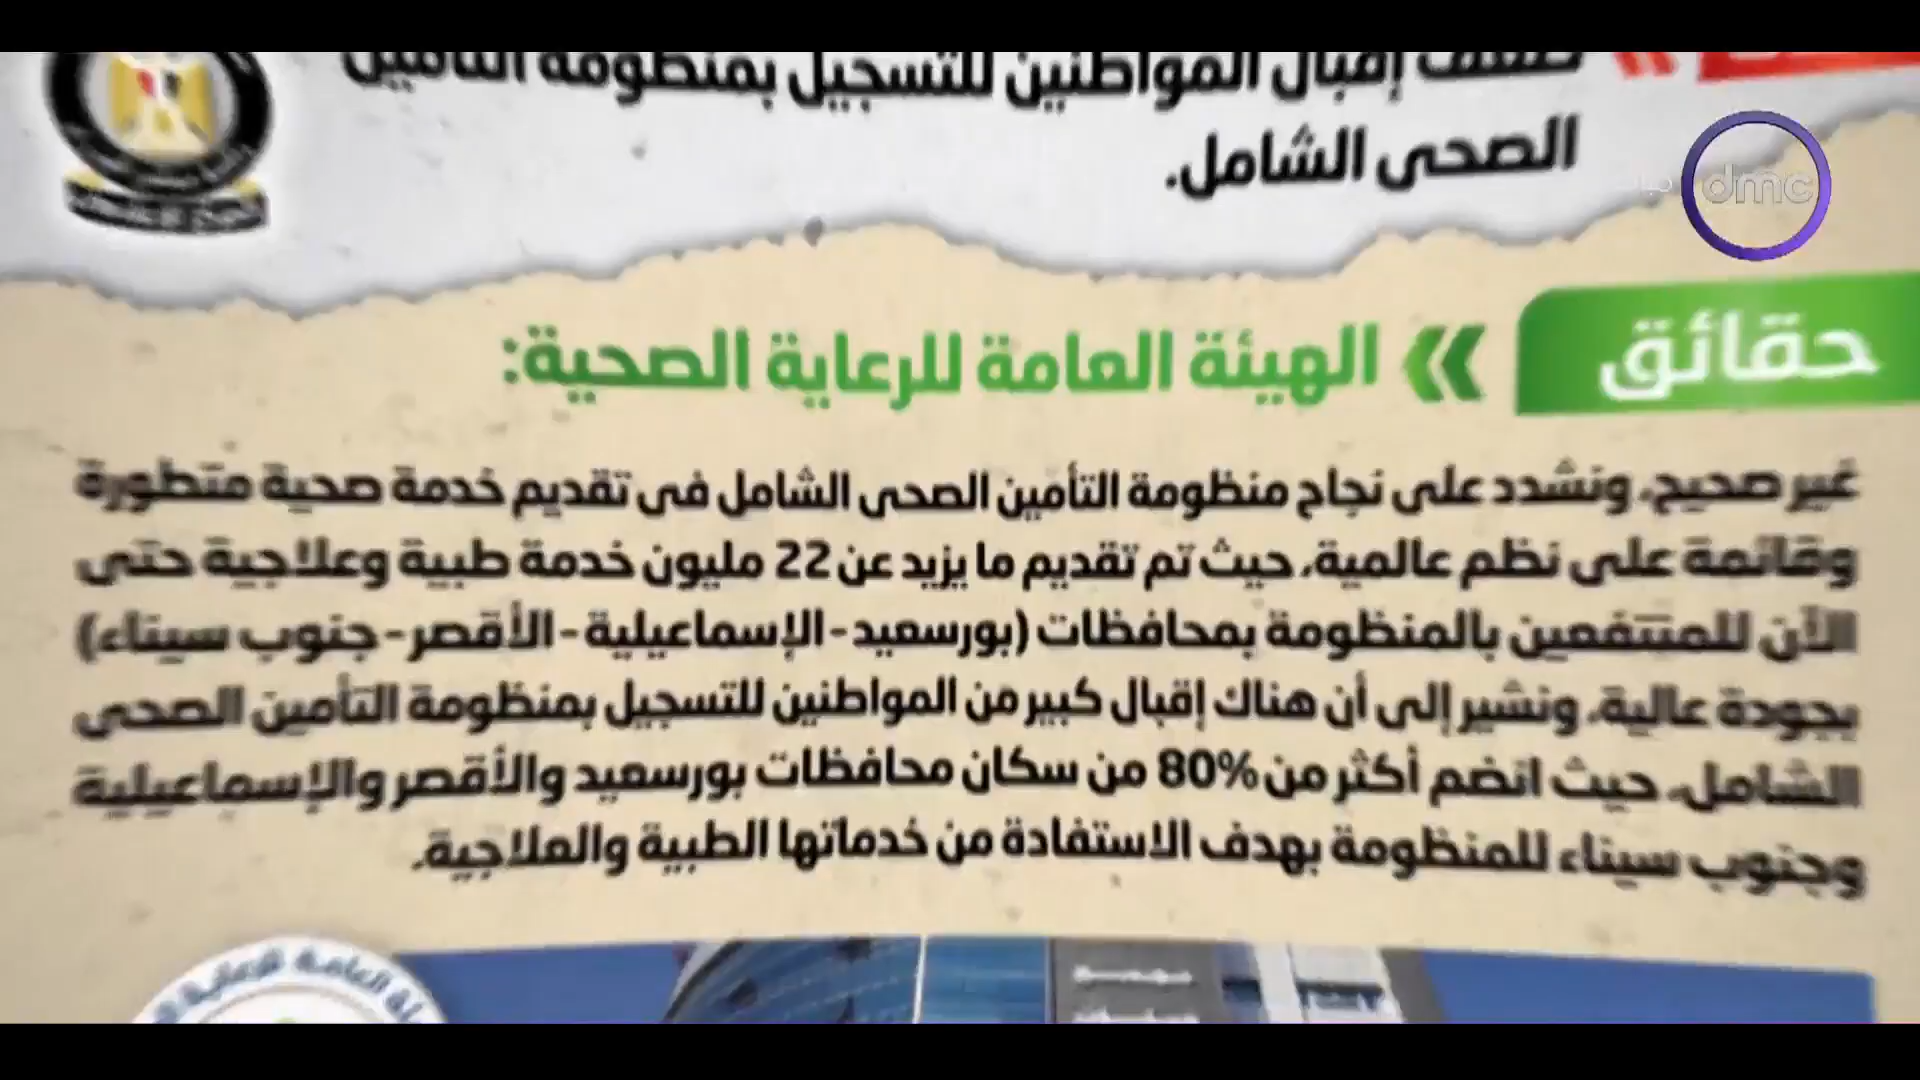 ضعف إقبال المواطنين للتسجيل بمنظومة التأمين
الصحى الشامل.
dmc
حقائق
الهيئة العامة للرعاية الصحية:
غير صحيح، ونشدد على نجاح منظومة التأمين الصحى الشامل فى تقديم خدمة صحية متطورة
وقائمة على نظم عالمية، حيث تم تقديم ما يزيد عن 22 مليون خدمة طبية وعلاجية حتى
الآن للمنتفعين بالمنظومة بمحافظات (بورسعيد - الإسماعيلية - الأقصر - جنوب سيناء)
بجودة عالية، ونشير إلى أن هناك إقبال كبير من المواطنين للتسجيل بمنظومة التأمين الصحى
الشامل، حيث انضم أكثر من 80% من سكان محافظات بورسعيد والأقصر والإسماعيلية
وجنوب سيناء للمنظومة بهدف الاستفادة من خدماتها الطبية والعلاجية.
العامة للرعاية